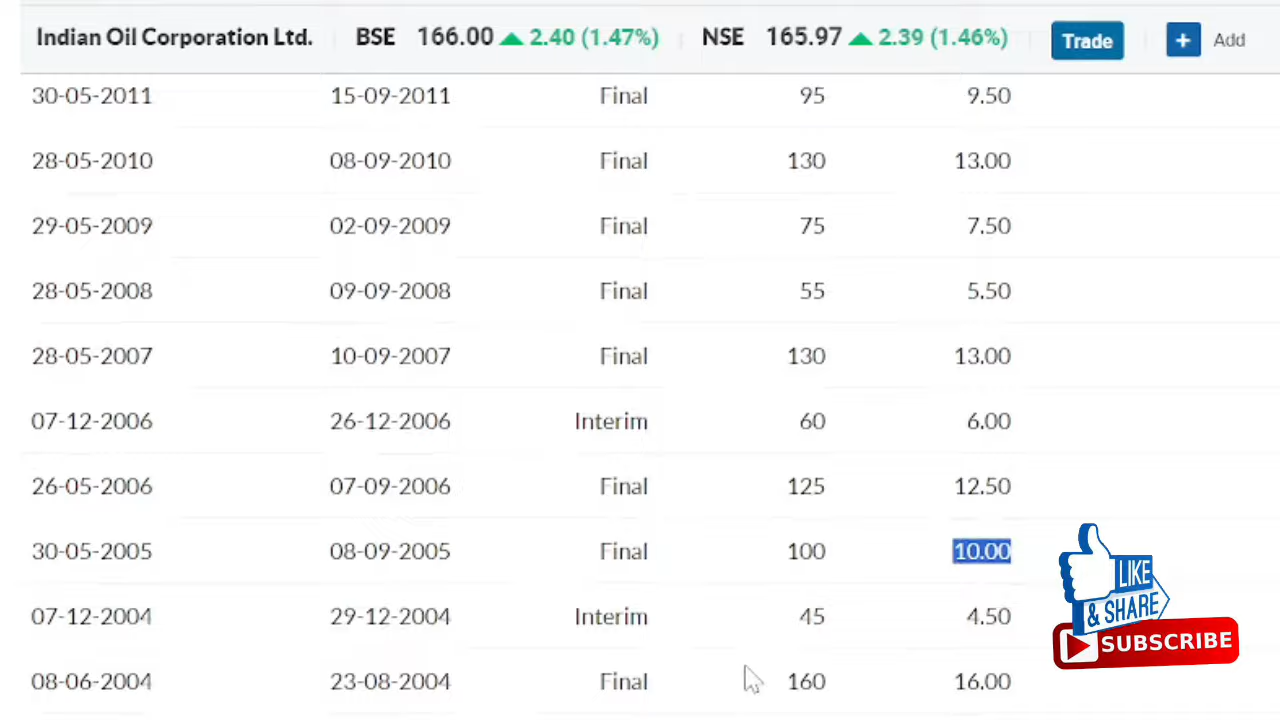 Indian Oil Corporation Ltd. BSE 166.00 2.40 (1.47%) NSE 165.97 2.39 (1.46%) Trade + Add
30-05-2011 15-09-2011 Final 95 9.50
28-05-2010 08-09-2010 Final 130 13.00
29-05-2009 02-09-2009 Final 75 7.50
28-05-2008 09-09-2008 Final 55 5.50
28-05-2007 10-09-2007 Final 130 13.00
07-12-2006 26-12-2006 Interim 60 6.00
26-05-2006 07-09-2006 Final 125 12.50
30-05-2005 08-09-2005 Final 100 10.00
07-12-2004 29-12-2004 Interim 45 4.50
08-06-2004 23-08-2004 Final 160 16.00
LIKE
& SHARE
SUBSCRIBE